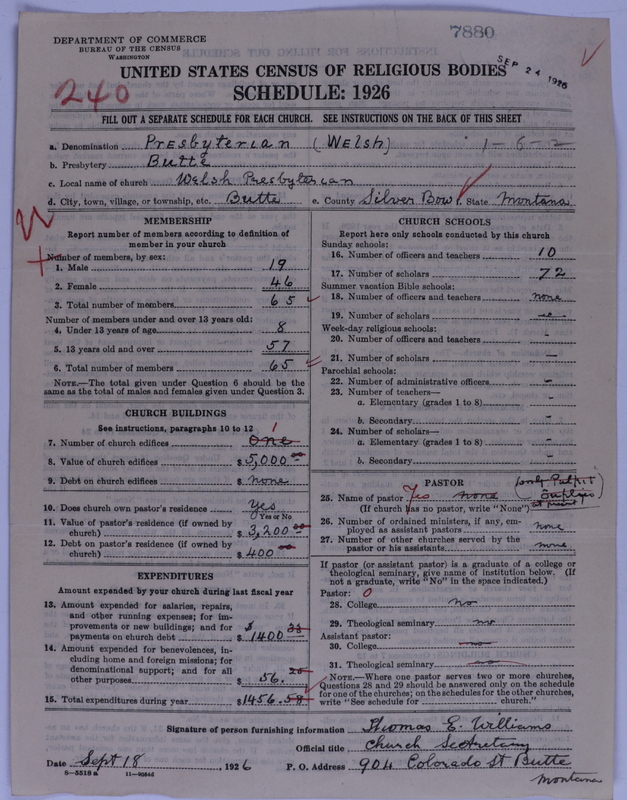 7880
DEPARTMENT OF COMMERCE
BUREAU OF THE CENSUS
WASHINGTON
SEP 24 1926
UNITED STATES CENSUS OF RELIGIOUS BODIES
SCHEDULE: 1926
240
FILL OUT A SEPARATE SCHEDULE FOR EACH CHURCH. SEE INSTRUCTIONS ON THE BACK OF THIS SHEET
a. Denomination Presbyterian (Welsh) 1-6-2
b. Presbytery Butte
c. Local name of church Welsh Presbyterian
d. City, town, village, or township, etc. Butte e. County Silver Bow f. State Montana
MEMBERSHIP
Report number of members according to definition of
member in your church
Number of members, by sex:
1. Male 19
2. Female 46
3. Total number of members 65
Number of members under and over 13 years old:
4. Under 13 years of age 8
5. 13 years old and over 57
6. Total number of members 65
NOTE.—The total given under Question 6 should be the
same as the total of males and females given under Question 3.
CHURCH BUILDINGS
See instructions, paragraphs 10 to 12
7. Number of church edifices one 1
8. Value of church edifices $5,000 00
9. Debt on church edifices $ none
10. Does church own pastor's residence yes
(Yes or No)
11. Value of pastor's residence (if owned by
church) $3,200 00
12. Debt on pastor's residence (if owned by
church) $400 00
EXPENDITURES
Amount expended by your church during last fiscal year
13. Amount expended for salaries, repairs,
and other running expenses; for im-
provements or new buildings; and for
payments on church debt $ 1400 33
14. Amount expended for benevolences, in-
cluding home and foreign missions; for
denominational support; and for all
other purposes $ 56.
15. Total expenditures during year $1456.58
CHURCH SCHOOLS
Report here only schools conducted by this church
Sunday schools:
16. Number of officers and teachers 10
17. Number of scholars 72
Summer vacation Bible schools:
18. Number of officers and teachers none
19. Number of scholars
Week-day religious schools:
20. Number of officers and teachers -
21. Number of scholars -
Parochial schools:
22. Number of administrative officers -
23. Number of teachers—
a. Elementary (grades 1 to 8) -
b. Secondary -
24. Number of scholars—
a. Elementary (grades 1 to 8) -
b. Secondary -
PASTOR
(only Pulpit
Supplies
at present)
25. Name of pastor Yes none
(If church has no pastor, write "None")
26. Number of ordained ministers, if any, em-
ployed as assistant pastors none
27. Number of other churches served by the
pastor or his assistants none
If pastor (or assistant pastor) is a graduate of a college or
theological seminary, give name of institution below. (If
not a graduate, write "No" in the space indicated.)
Pastor: 0
28. College no
29. Theological seminary no
Assistant pastor:
30. College no
31. Theological seminary no
NOTE.—Where one pastor serves two or more churches,
Questions 28 and 29 should be answered only on the schedule
for one of the churches; on the schedules for the other churches,
write "See schedule for church."
Signature of person furnishing information Thomas E. Williams
Official title Church Secretary
Date Sept 18, 1926 P. O. Address 904 Colorado St Butte
Montana
8-5518 a